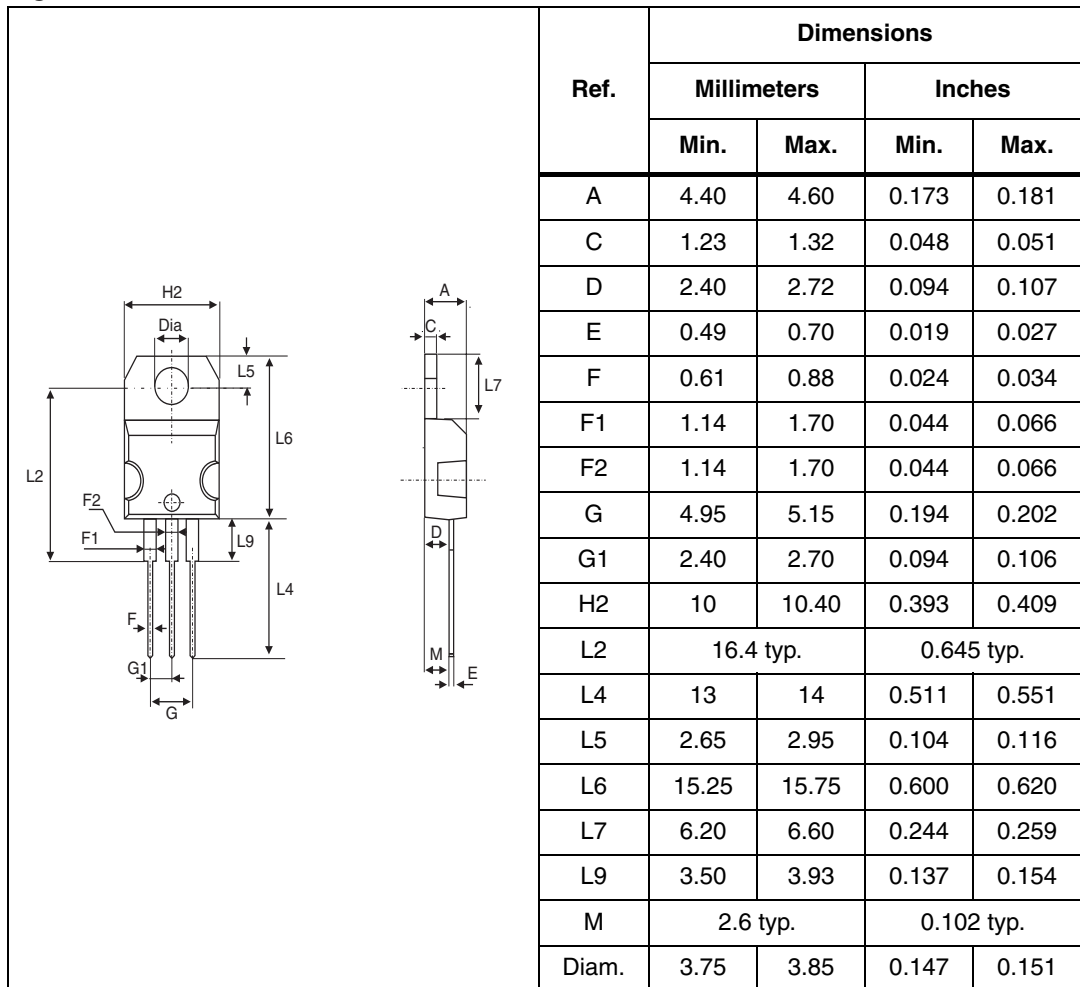 H2
Dia
L5
L6
L2
F2
F1
L9
L4
F
G1
G
A
C
L7
D
M
E
Ref. Dimensions
Millimeters Inches
Min. Max. Min. Max.
A 4.40 4.60 0.173 0.181
C 1.23 1.32 0.048 0.051
D 2.40 2.72 0.094 0.107
E 0.49 0.70 0.019 0.027
F 0.61 0.88 0.024 0.034
F1 1.14 1.70 0.044 0.066
F2 1.14 1.70 0.044 0.066
G 4.95 5.15 0.194 0.202
G1 2.40 2.70 0.094 0.106
H2 10 10.40 0.393 0.409
L2 16.4 typ. 0.645 typ.
L4 13 14 0.511 0.551
L5 2.65 2.95 0.104 0.116
L6 15.25 15.75 0.600 0.620
L7 6.20 6.60 0.244 0.259
L9 3.50 3.93 0.137 0.154
M 2.6 typ. 0.102 typ.
Diam. 3.75 3.85 0.147 0.151